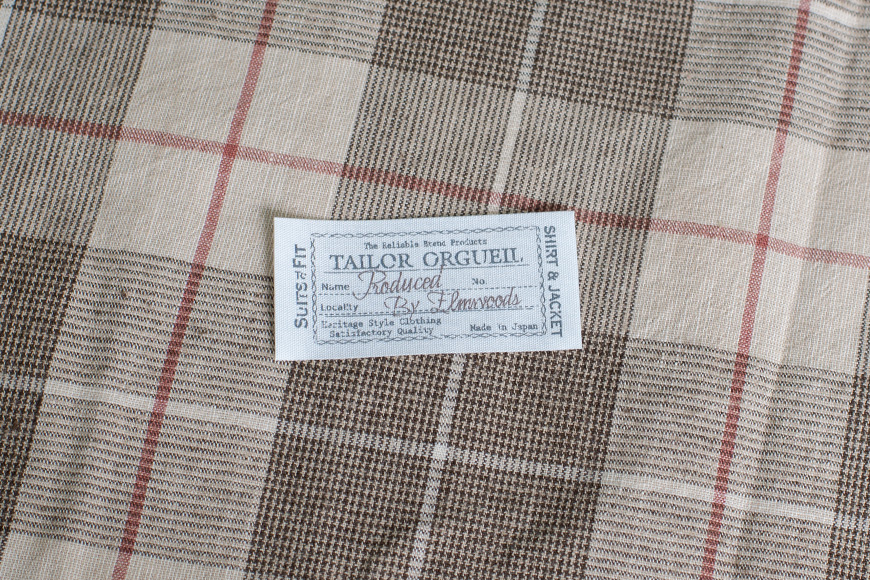 SUITS To FIT
The Reliable Brand Products
TAILOR ORGUEIL
Name Produced No.
Locality By Elmwoods
Heritage Style Clothing
Satisfactory Quality
Made in Japan
SHIRT & JACKET